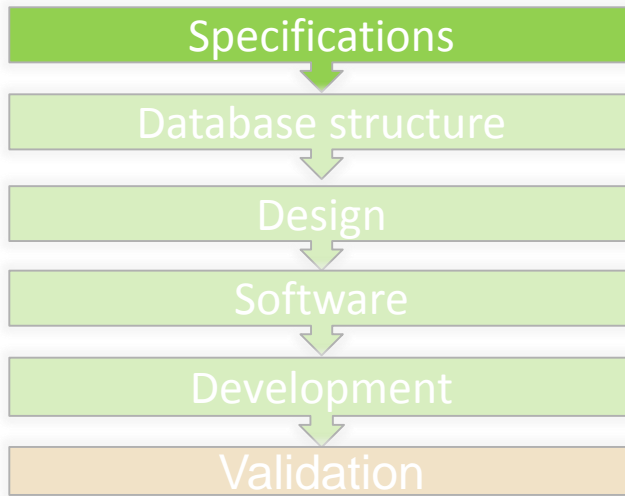 Specifications
Database structure
Design
Software
Development
Validation